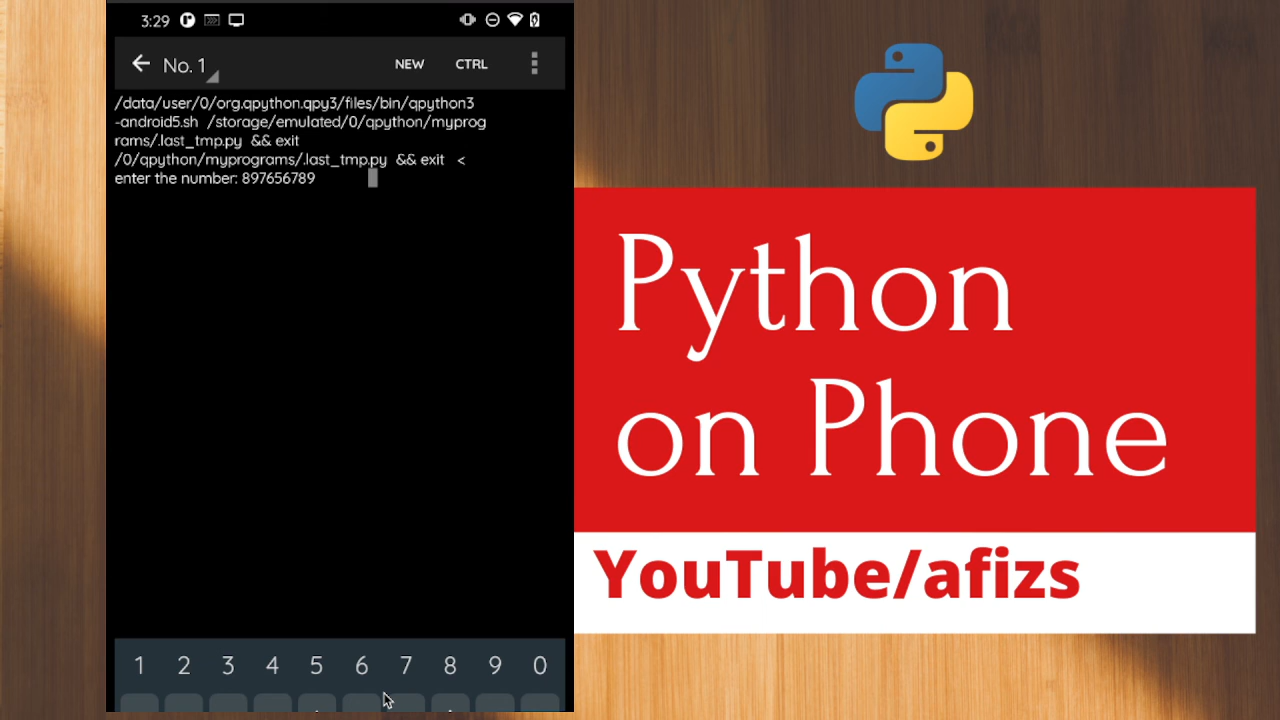 3:29
No. 1
NEW
CTRL
/data/user/0/org.qpython.qpy3/files/bin/qpython3
-android5.sh /storage/emulated/0/qpython/myprog
rams/.last_tmp.py && exit
/0/qpython/myprograms/.last_tmp.py && exit <
enter the number: 897656789
1 2 3 4 5 6 7 8 9 0
Python
on Phone
YouTube/afizs